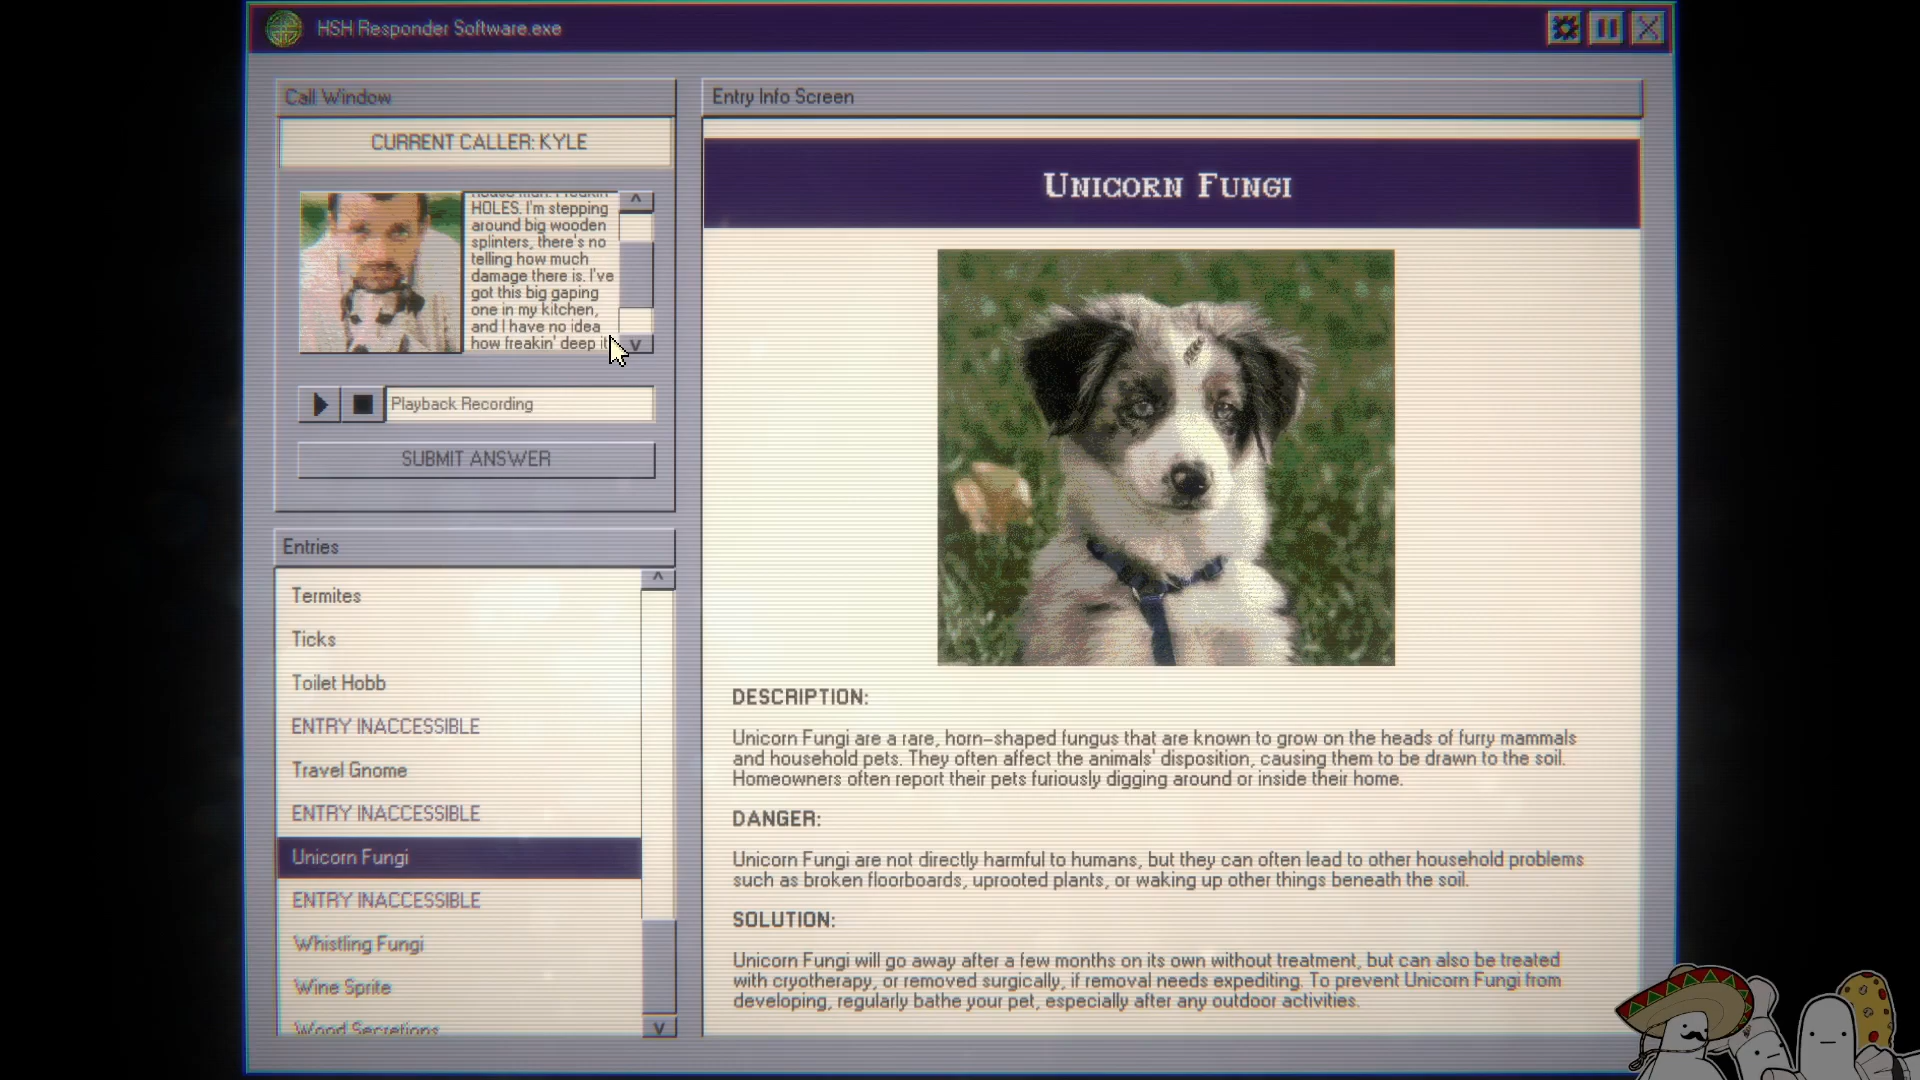 HSH Responder Software.exe
Call Window
CURRENT CALLER: KYLE
HOLES. I'm stepping
around big wooden
splinters, there's no
telling how much
damage there is. I've
got this big gaping
one in my kitchen,
and I have no idea
how freakin' deep it
Playback Recording
SUBMIT ANSWER
Entries
Termites
Ticks
Toilet Hobb
ENTRY INACCESSIBLE
Travel Gnome
ENTRY INACCESSIBLE
Unicorn Fungi
ENTRY INACCESSIBLE
Whistling Fungi
Wine Sprite
Wood Secretions
Entry Info Screen
Unicorn Fungi
DESCRIPTION:
Unicorn Fungi are a rare, horn-shaped fungus that are known to grow on the heads of furry mammals
and household pets. They often affect the animals' disposition, causing them to be drawn to the soil.
Homeowners often report their pets furiously digging around or inside their home.
DANGER:
Unicorn Fungi are not directly harmful to humans, but they can often lead to other household problems
such as broken floorboards, uprooted plants, or waking up other things beneath the soil.
SOLUTION:
Unicorn Fungi will go away after a few months on its own without treatment, but can also be treated
with cryotherapy, or removed surgically, if removal needs expediting. To prevent Unicorn Fungi from
developing, regularly bathe your pet, especially after any outdoor activities.